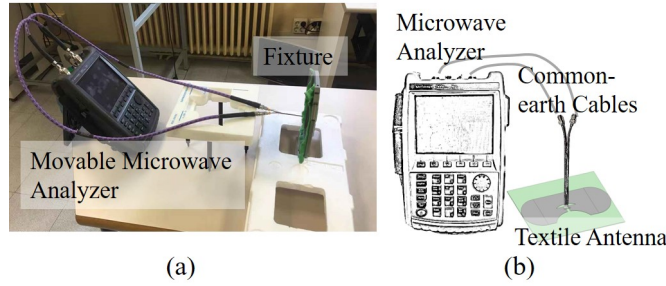 Fixture
Movable Microwave
Analyzer
(a)
Microwave
Analyzer
Common-
earth Cables
Textile Antenna
(b)